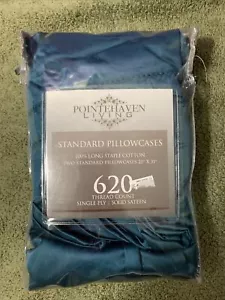 POINTEHAVEN
LIVING
STANDARD PILLOWCASES
100% LONG STAPLE COTTON
TWO STANDARD PILLOWCASES 20" X 31"
620
THREAD COUNT
SINGLE PLY | SOLID SATEEN